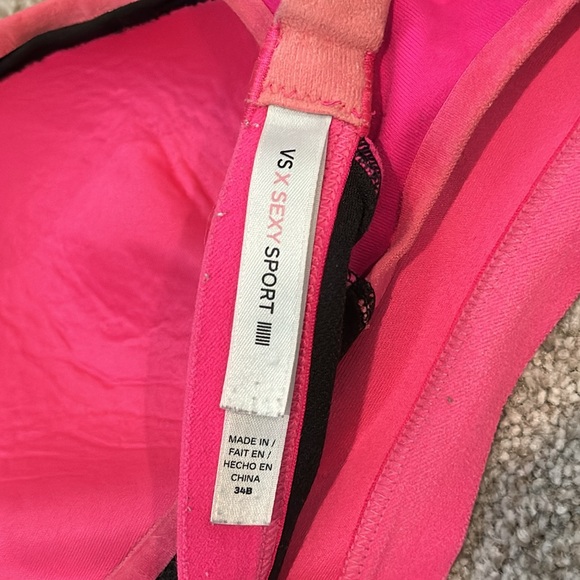 VS X SEXY SPORT
MADE IN /
FAIT EN /
HECHO EN
CHINA
34B